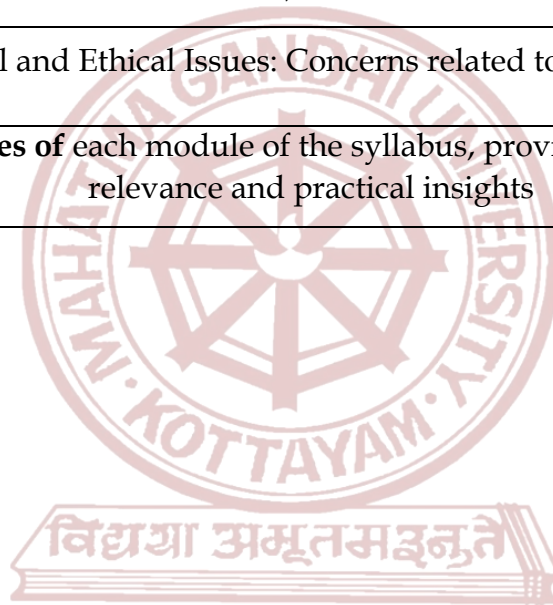 l and Ethical Issues: Concerns related to
es of each module of the syllabus, provi
relevance and practical insights
MAHATMA GANDHI UNIVERSITY
• KOTTAYAM •
विद्यया अमृतमश्नुते